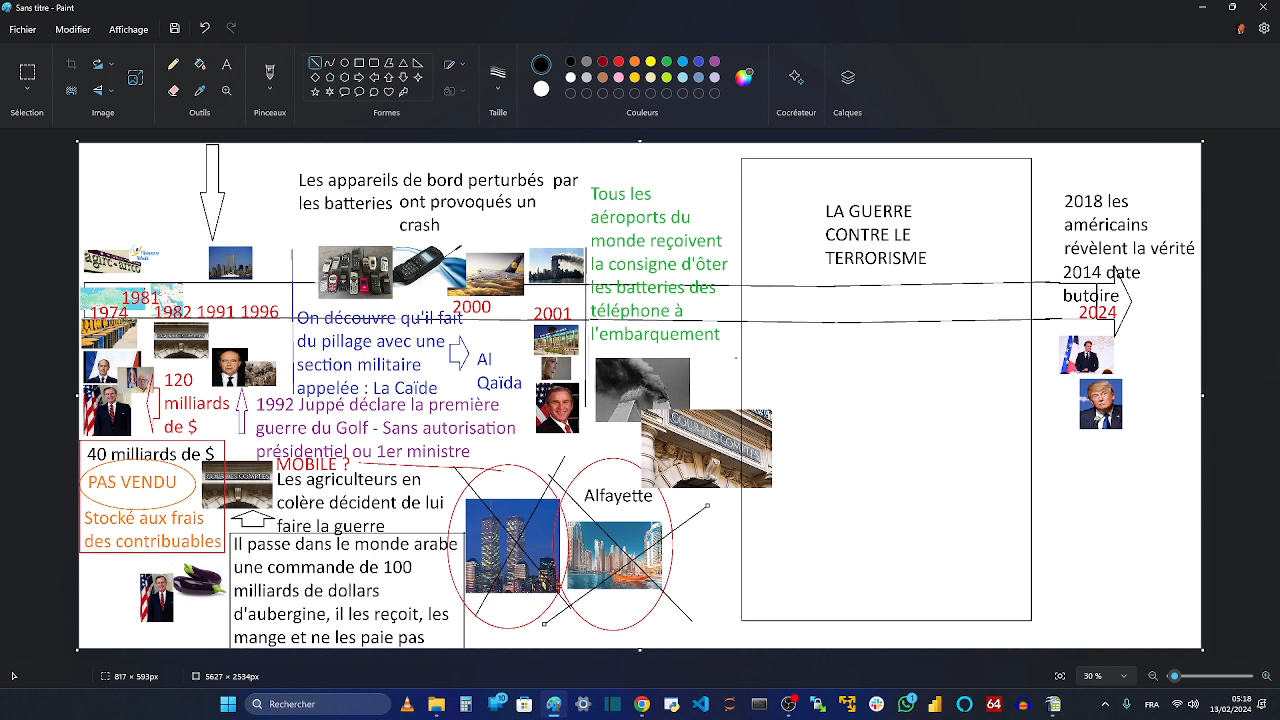 Sans titre - Paint
Fichier
Modifier
Affichage
Sélection
Image
Outils
Pinceaux
Formes
Taille
Couleurs
Cocréateur
Calques
Les appareils de bord perturbés par
les batteries ont provoqués un
crash
Tous les
aéroports du
monde reçoivent
la consigne d'ôter
les batteries des
téléphone à
l'embarquement
LA GUERRE
CONTRE LE
TERRORISME
2018 les
américains
révèlent la vérité
2014 date
butoire
2024
1981
1974
1982
1991
1996
2000
2001
On découvre qu'il fait
du pillage avec une
section militaire
appelée : La Caïde
Al
Qaïda
120
milliards
de $
1992 Juppé déclare la première
guerre du Golf - Sans autorisation
présidentiel ou 1er ministre
40 milliards de $
PAS VENDU
Stocké aux frais
des contribuables
MOBILE ?
Les agriculteurs en
colère décident de lui
faire la guerre
Il passe dans le monde arabe
une commande de 100
milliards de dollars
d'aubergine, il les reçoit, les
mange et ne les paie pas
Alfayette
COUR DES COMPTES
817 × 593px
5627 × 2534px
30 %
Rechercher
FRA
05:18
13/02/2024